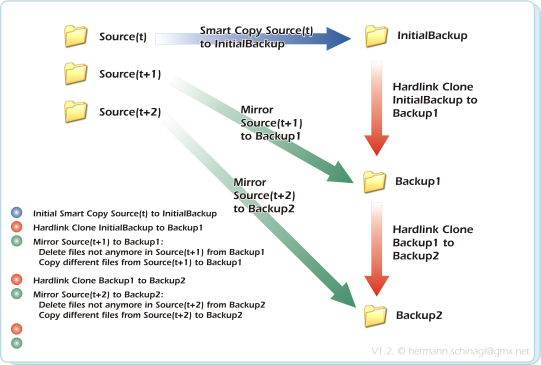 Source(t)
Smart Copy Source(t)
to InitialBackup
InitialBackup
Source(t+1)
Hardlink Clone
InitialBackup to
Backup1
Source(t+2)
Mirror
Source(t+1)
to Backup1
Mirror
Source(t+2)
to Backup2
Backup1
Hardlink Clone
Backup1 to
Backup2
Backup2
Initial Smart Copy Source(t) to InitialBackup
Hardlink Clone InitialBackup to Backup1
Mirror Source(t+1) to Backup1:
Delete files not anymore in Source(t+1) from Backup1
Copy different files from Source(t+1) to Backup1
Hardlink Clone Backup1 to Backup2
Mirror Source(t+2) to Backup2:
Delete files not anymore in Source(t+2) from Backup2
Copy different files from Source(t+2) to Backup2
V1.2, © hermann.schinagl@gmx.net